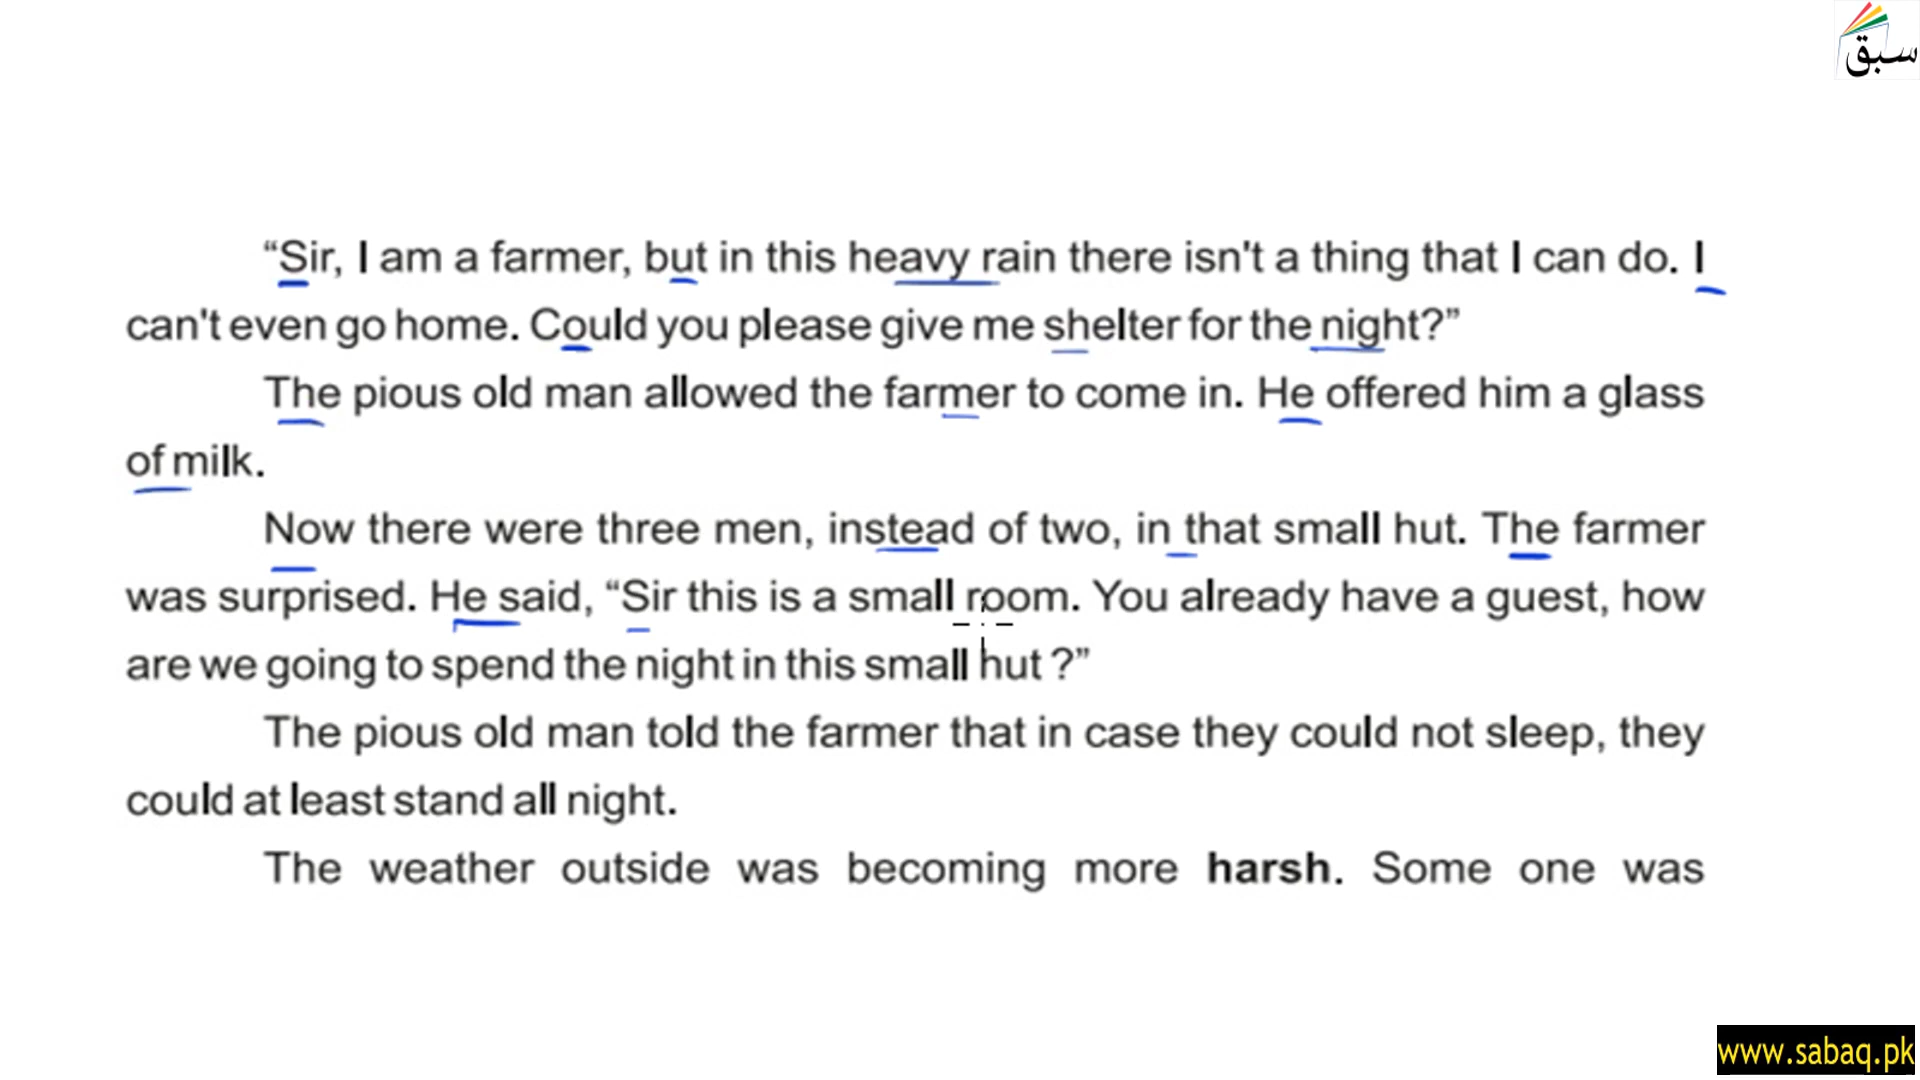 سبق
“Sir, I am a farmer, but in this heavy rain there isn't a thing that I can do. I
can't even go home. Could you please give me shelter for the night?”
The pious old man allowed the farmer to come in. He offered him a glass
of milk.
Now there were three men, instead of two, in that small hut. The farmer
was surprised. He said, “Sir this is a small room. You already have a guest, how
are we going to spend the night in this small hut ?”
The pious old man told the farmer that in case they could not sleep, they
could at least stand all night.
The weather outside was becoming more harsh. Some one was
www.sabaq.pk